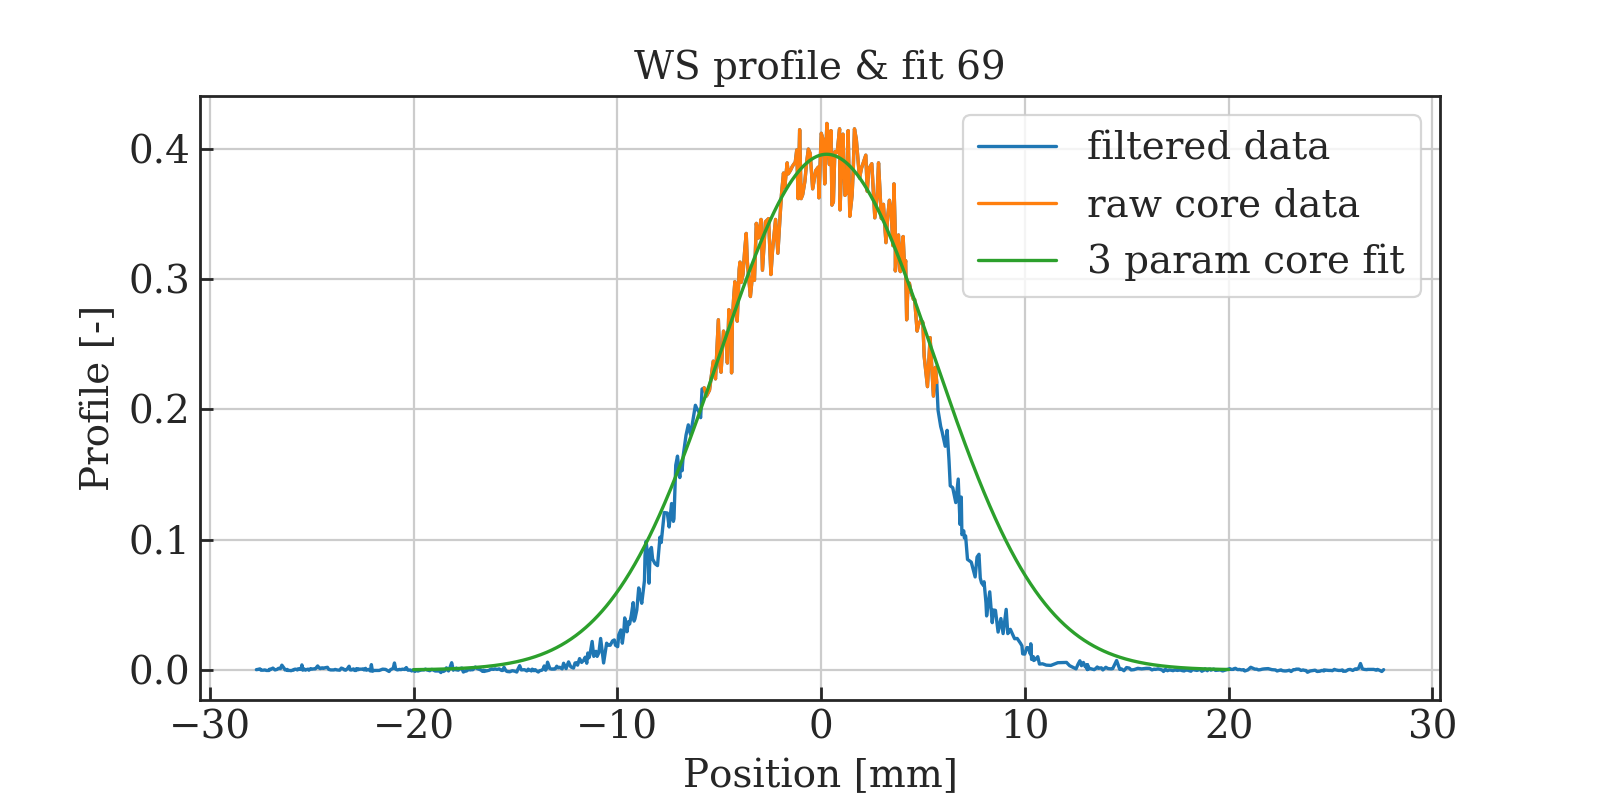 WS profile & fit 69
filtered data
raw core data
3 param core fit
Profile [-]
0.4
0.3
0.2
0.1
0.0
−30
−20
−10
0
10
20
30
Position [mm]